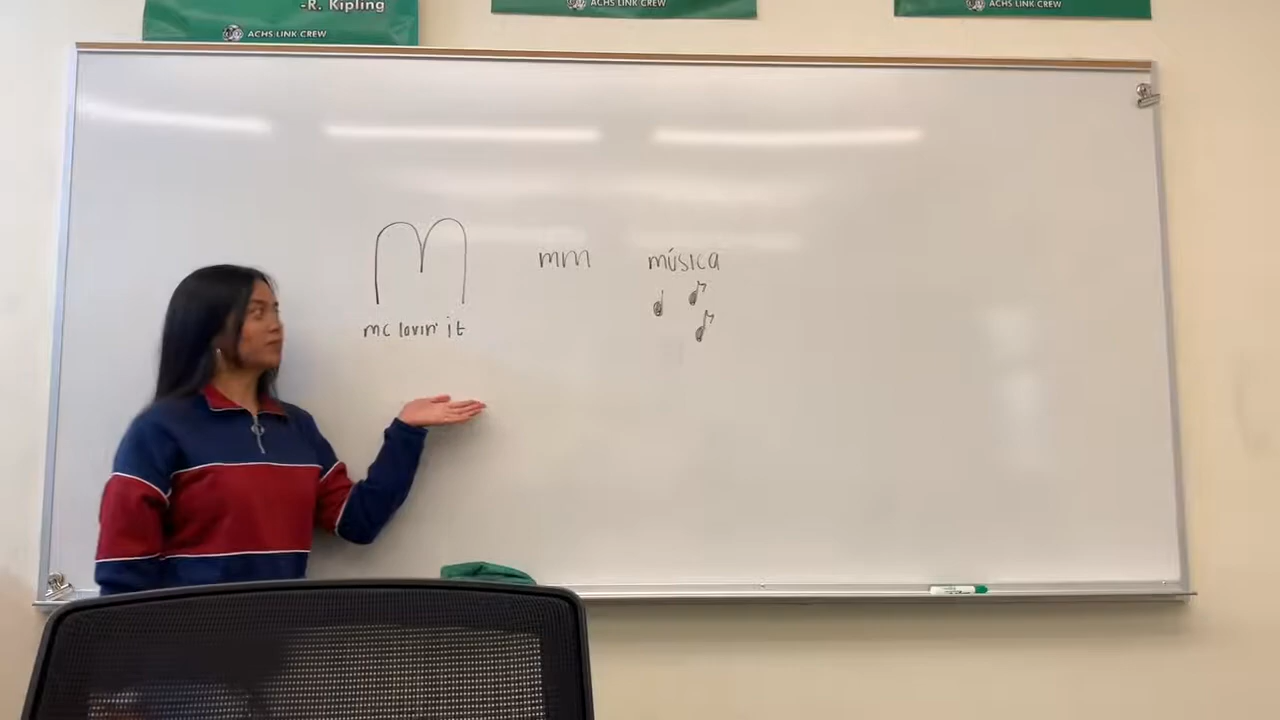 -R. Kipling
ACHS LINK CREW
ACHS LINK CREW
ACHS LINK CREW
M
mc lovin' it
mm
música